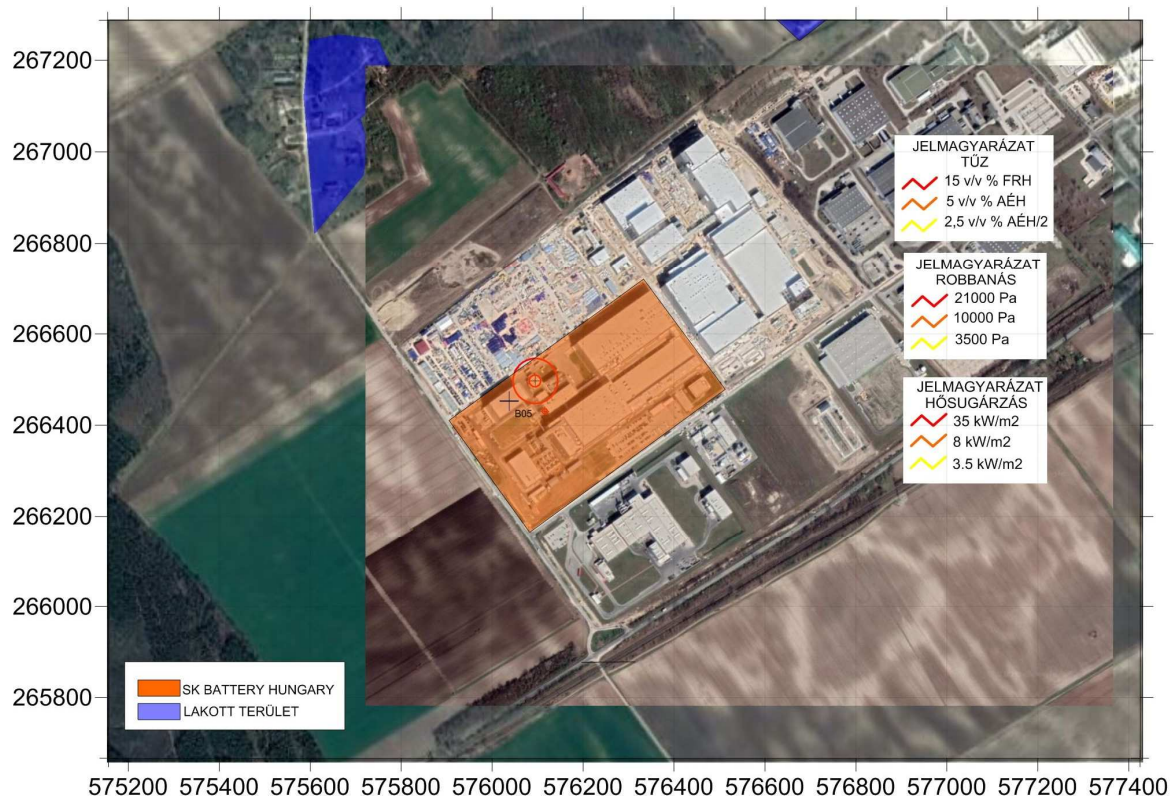 267200
267000
266800
266600
266400
266200
266000
265800
JELMAGYARÁZAT
TŰZ
15 v/v % FRH
5 v/v % AÉH
2,5 v/v % AÉH/2
JELMAGYARÁZAT
ROBBANÁS
21000 Pa
10000 Pa
3500 Pa
JELMAGYARÁZAT
HŐSUGÁRZÁS
35 kW/m2
8 kW/m2
3.5 kW/m2
B05
SK BATTERY HUNGARY
LAKOTT TERÜLET
575200 575400 575600 575800 576000 576200 576400 576600 576800 577000 577200 577400